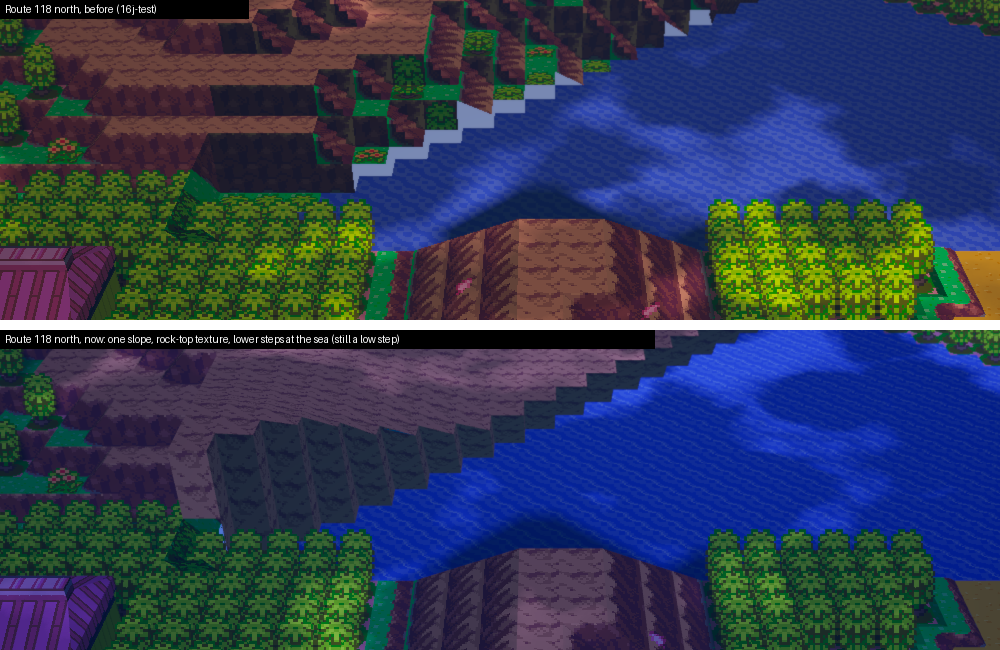 Route 118 north, before (16j-test)
Route 118 north, now: one slope, rock-top texture, lower steps at the sea (still a low step)